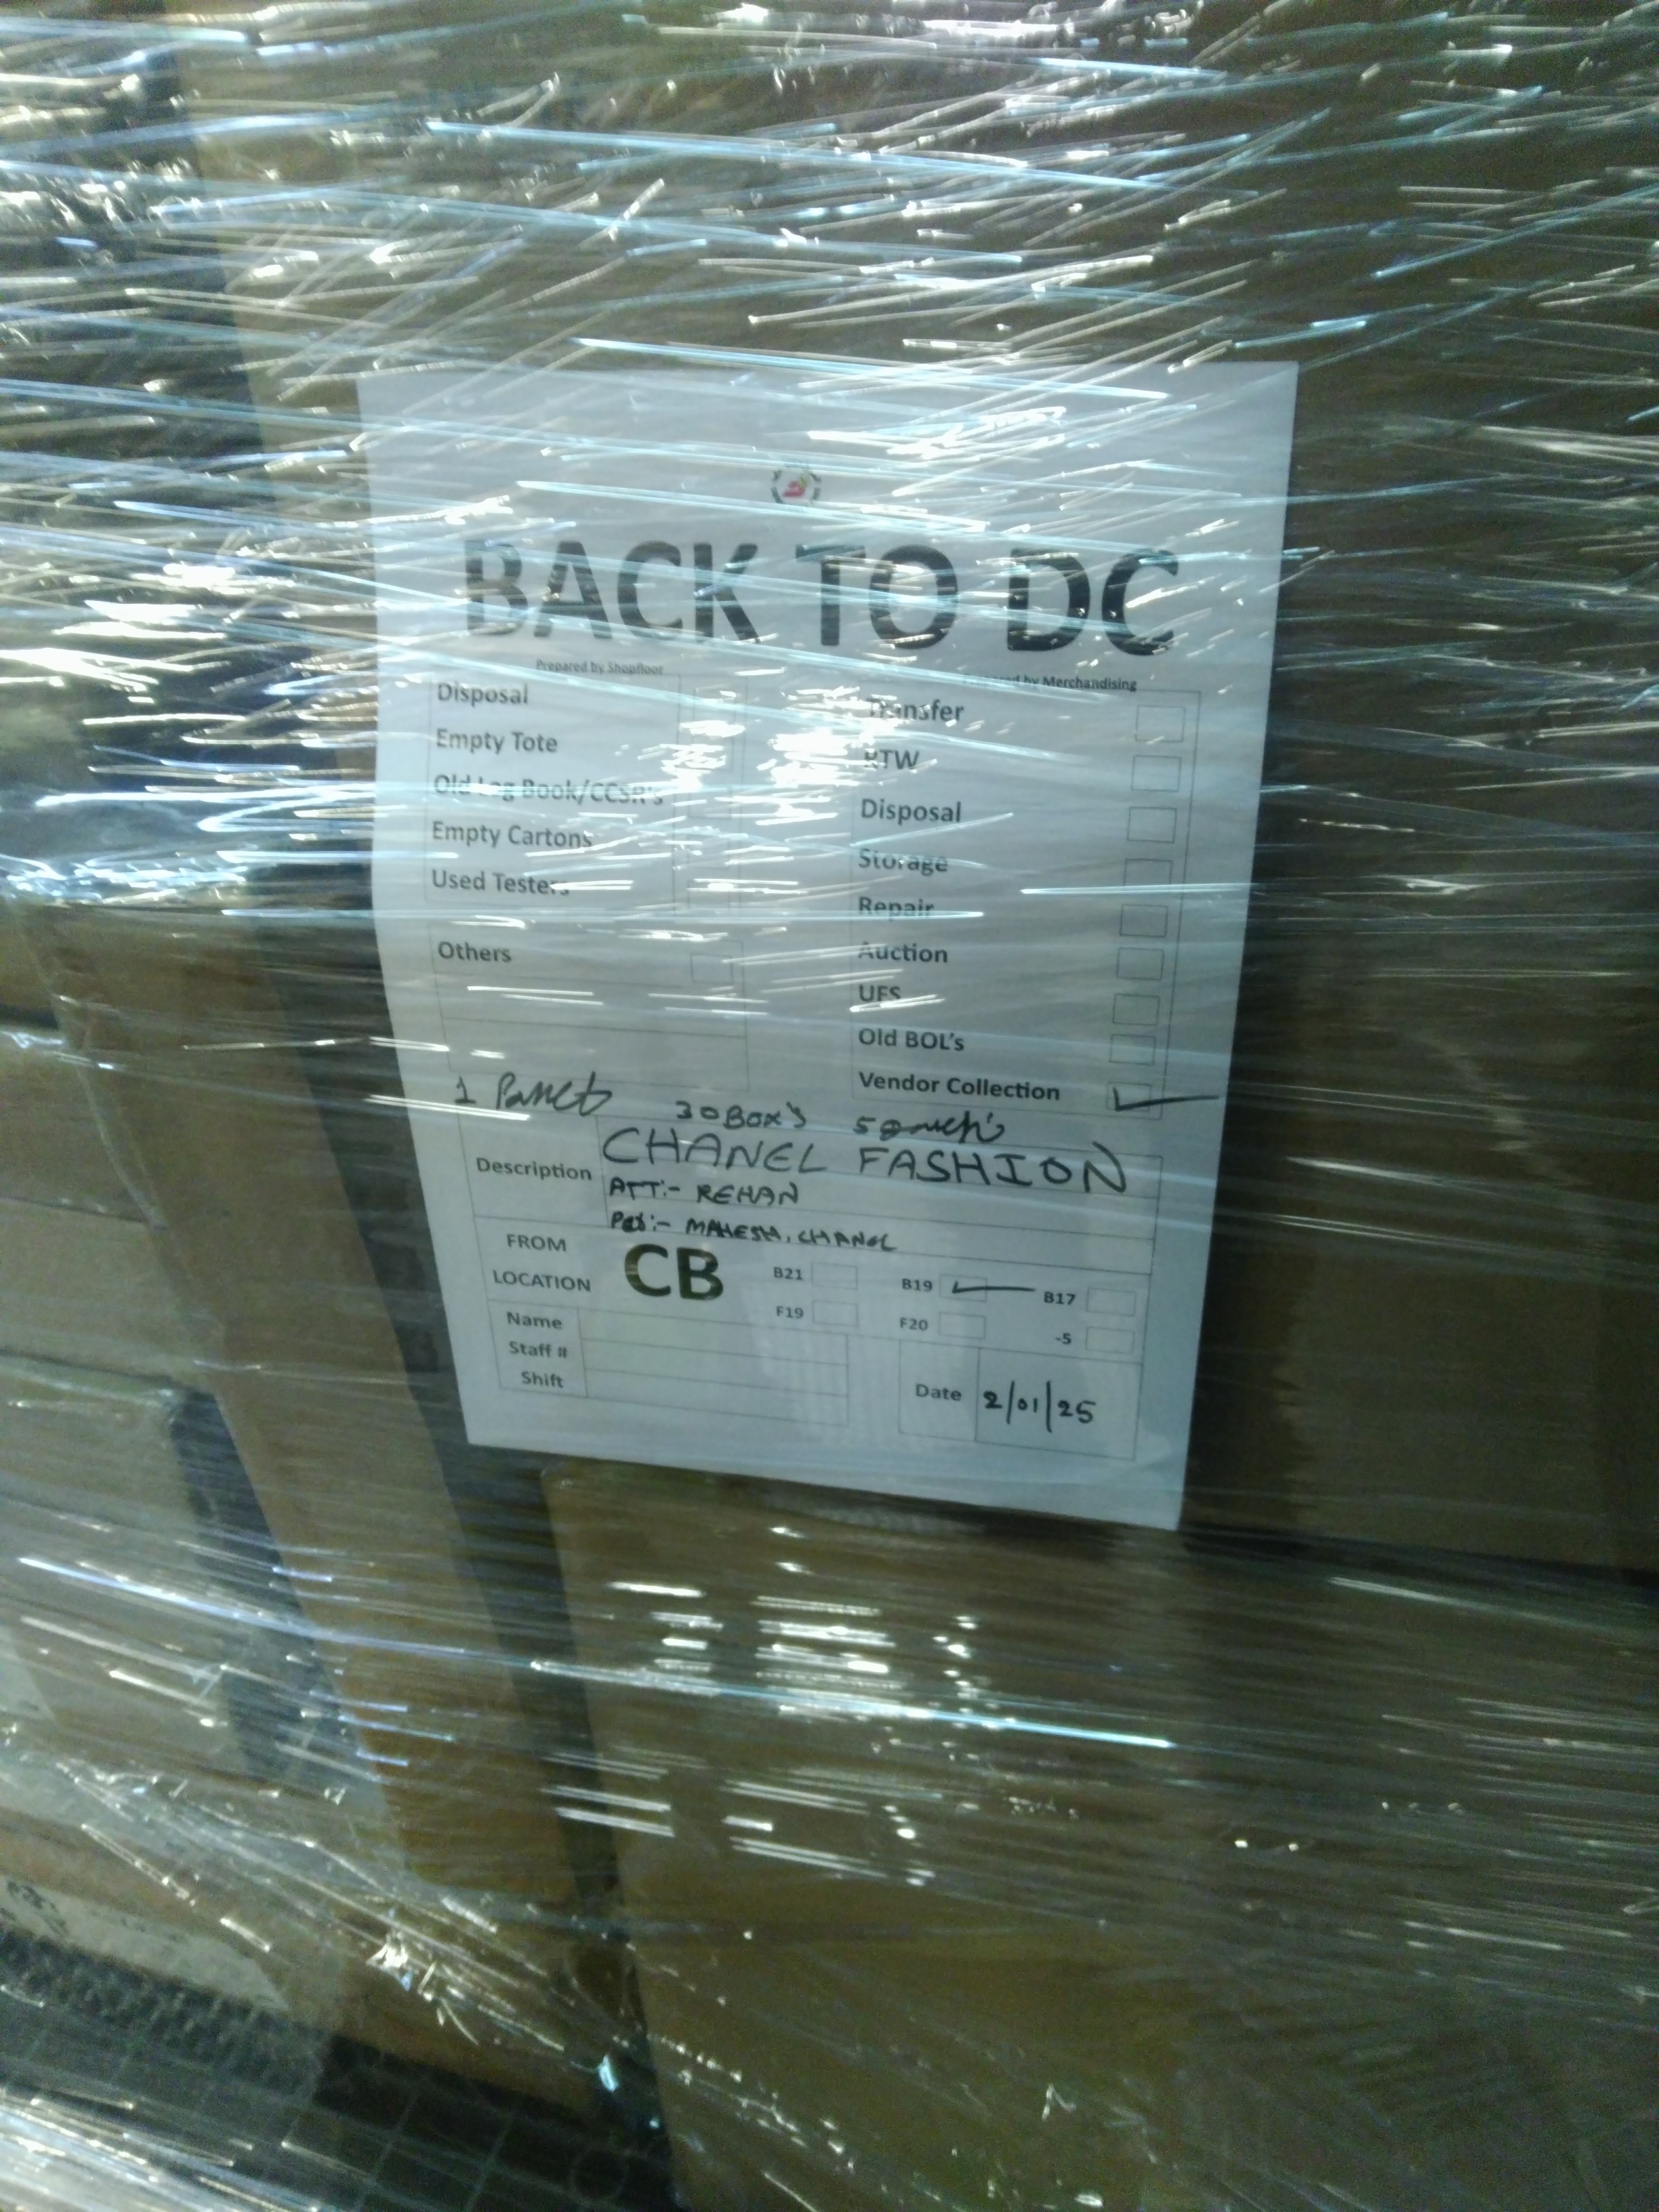 BACK TO DC
Prepared by Shopfloor
Disposal
Empty Tote
Old Log Book/CCSR's
Empty Cartons
Used Testers
Others
Prepared by Merchandising
Transfer
RTW
Disposal
Storage
Repair
Auction
UFS
Old BOL's
Vendor Collection
1 Pallet 30 Box's 5
Description CHANEL FASHION
ATT:- REHAN
MAHESH, CHANEL
FROM LOCATION CB
B21 B19 B17
F19 F20 -5
Name
Staff #
Shift
Date 2/01/25